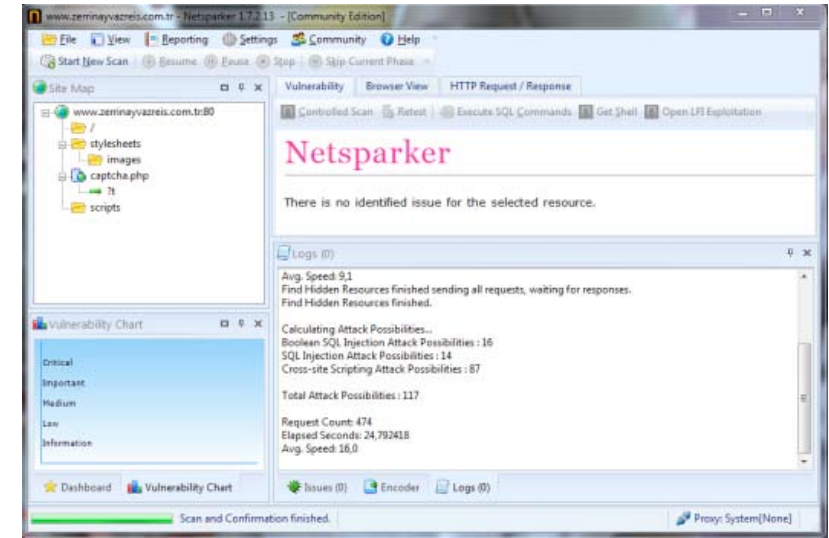 www.zerrinayvazreis.com.tr - Netsparker 1.7.2.13 - [Community Edition]
File View Reporting Settings Community Help
Start New Scan Resume Pause Stop Skip Current Phase
Site Map
www.zerrinayvazreis.com.tr:80
/
stylesheets
images
captcha.php
?t
scripts
Vulnerability Browser View HTTP Request / Response
Controlled Scan Retest Execute SQL Commands Get Shell Open LFI Exploitation
Netsparker
There is no identified issue for the selected resource.
Logs (0)
Avg. Speed: 9,1
Find Hidden Resources finished sending all requests, waiting for responses.
Find Hidden Resources finished.
Calculating Attack Possibilities...
Boolean SQL Injection Attack Possibilities : 16
SQL Injection Attack Possibilities : 14
Cross-site Scripting Attack Possibilities : 87
Total Attack Possibilities : 117
Request Count: 474
Elapsed Seconds: 24,792418
Avg. Speed: 16,0
Vulnerability Chart
Critical
Important
Medium
Low
Information
Dashboard Vulnerability Chart
Issues (0) Encoder Logs (0)
Scan and Confirmation finished.
Proxy: System[None]